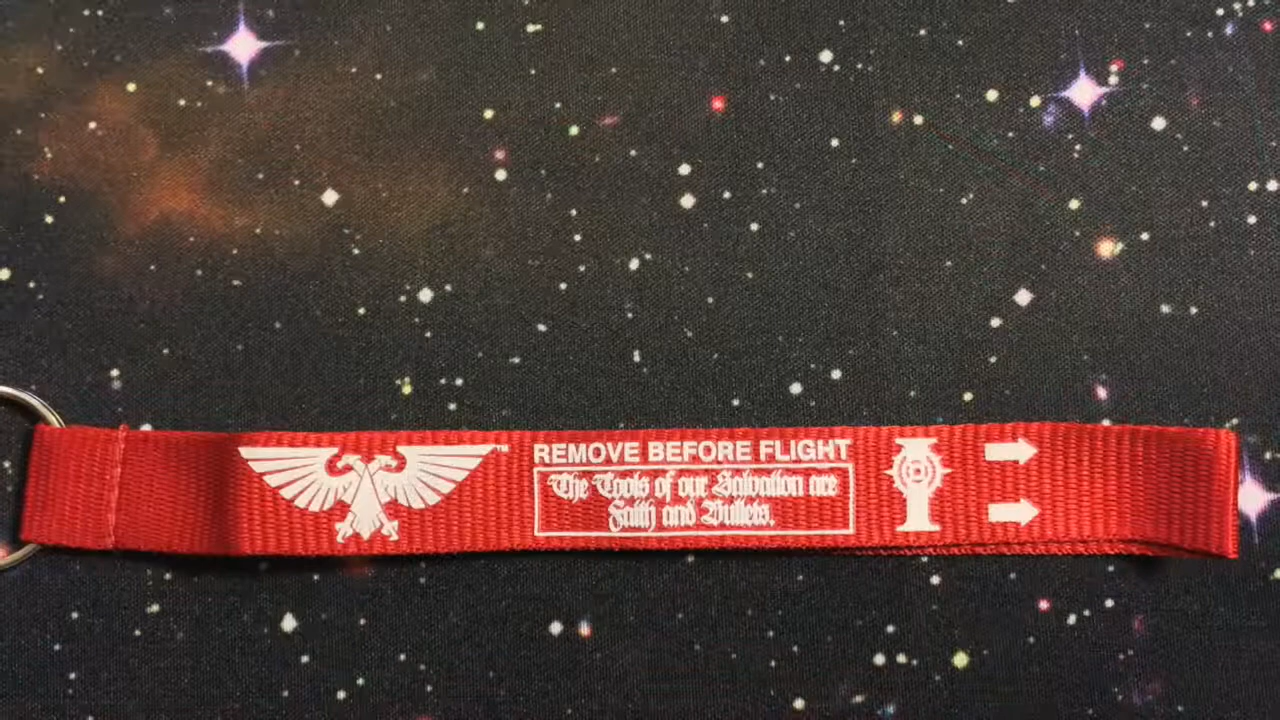 REMOVE BEFORE FLIGHT
The Tools of our Salvation are
Faith and Bullets.